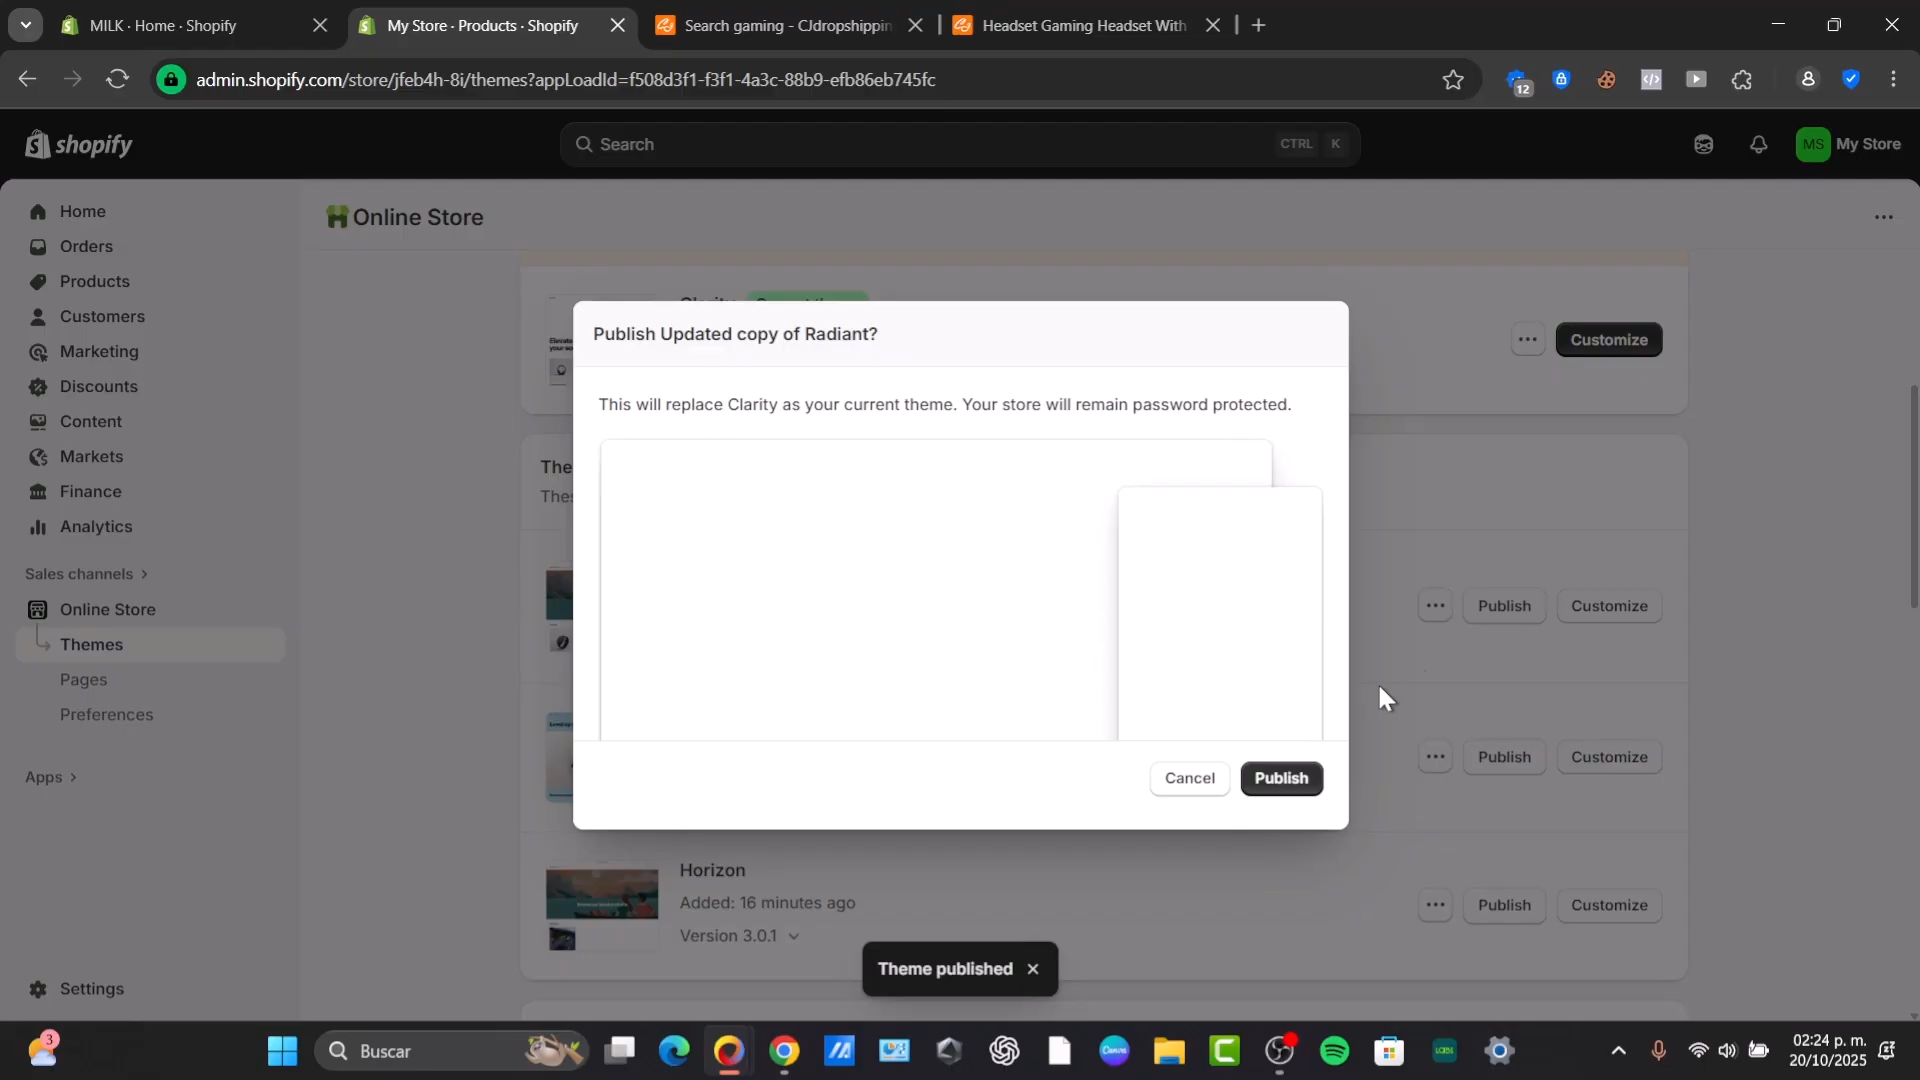 MILK · Home · Shopify
My Store · Products · Shopify
Search gaming - CJdropshippin
Headset Gaming Headset With
admin.shopify.com/store/jfeb4h-8i/themes?appLoadId=f508d3f1-f3f1-4a3c-88b9-efb86eb745fc
12
shopify
Search
CTRL K
MS
My Store
Home
Orders
Products
Customers
Marketing
Discounts
Content
Markets
Finance
Analytics
Sales channels
Online Store
Themes
Pages
Preferences
Apps
Settings
Online Store
Customize
Publish Updated copy of Radiant?
This will replace Clarity as your current theme. Your store will remain password protected.
Cancel
Publish
The
Thes
Publish
Customize
Publish
Customize
Horizon
Added: 16 minutes ago
Version 3.0.1
Publish
Customize
Theme published
3
Buscar
Canva
02:24 p. m.
20/10/2025